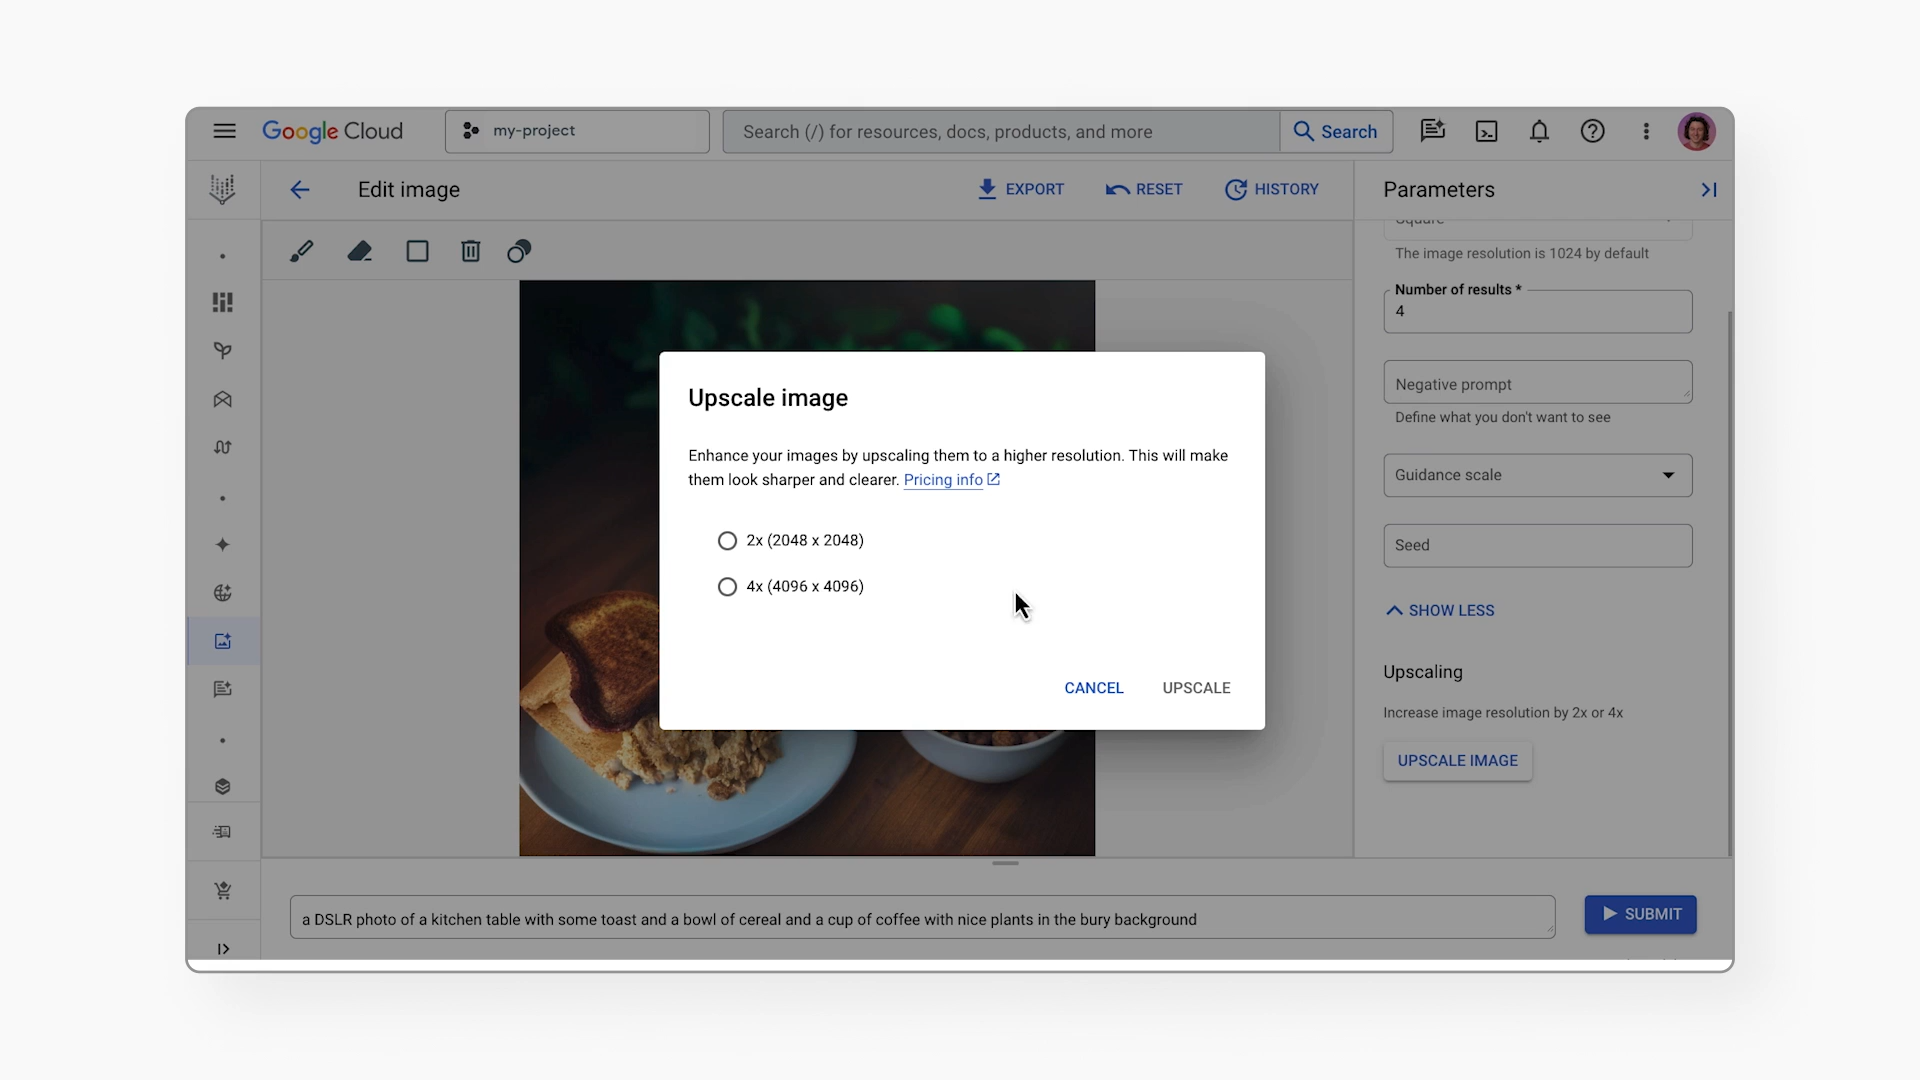 Google Cloud
my-project
Search (/) for resources, docs, products, and more
Search
Edit image
EXPORT
RESET
HISTORY
Parameters
Square
The image resolution is 1024 by default
Number of results *
4
Negative prompt
Define what you don't want to see
Guidance scale
Seed
SHOW LESS
Upscaling
Increase image resolution by 2x or 4x
UPSCALE IMAGE
Upscale image
Enhance your images by upscaling them to a higher resolution. This will make
them look sharper and clearer. Pricing info
2x (2048 x 2048)
4x (4096 x 4096)
CANCEL
UPSCALE
a DSLR photo of a kitchen table with some toast and a bowl of cereal and a cup of coffee with nice plants in the bury background
SUBMIT